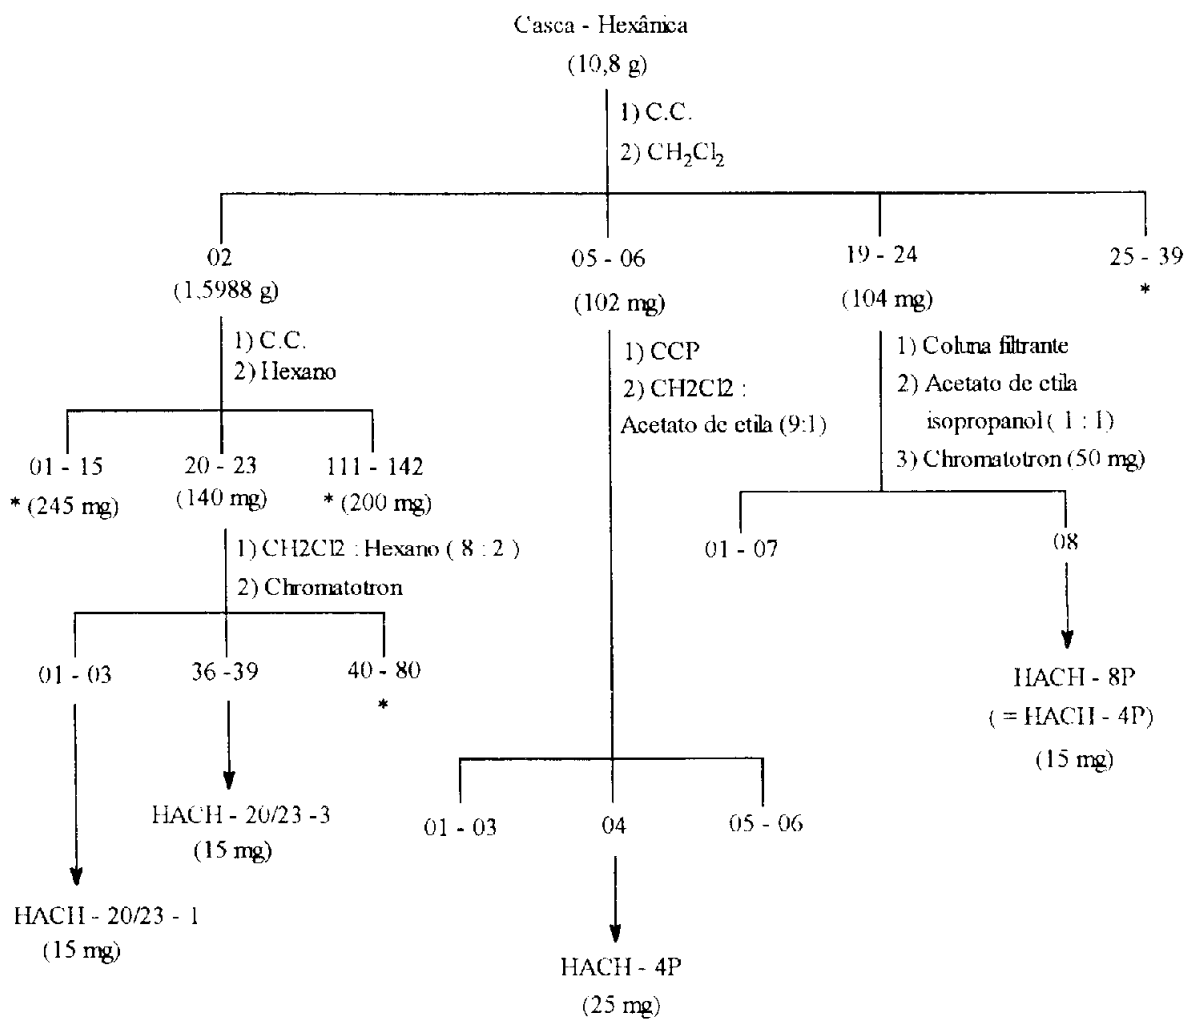 Casca - Hexânica
(10,8 g)
1) C.C.
2) CH₂Cl₂
02
(1,5988 g)
05 - 06
(102 mg)
19 - 24
(104 mg)
25 - 39
*
1) C.C.
2) Hexano
1) CCP
2) CH2Cl2 :
Acetato de etila (9:1)
1) Coluna filtrante
2) Acetato de etila
isopropanol ( 1 : 1)
3) Chromatotron (50 mg)
01 - 15
* (245 mg)
20 - 23
(140 mg)
111 - 142
* (200 mg)
1) CH2Cl2 : Hexano ( 8 : 2 )
2) Chromatotron
01 - 07
08
01 - 03
36 -39
40 - 80
*
HACH - 8P
( = HACH - 4P)
(15 mg)
HACH - 20/23 -3
(15 mg)
01 - 03
04
05 - 06
HACH - 20/23 - 1
(15 mg)
HACH - 4P
(25 mg)